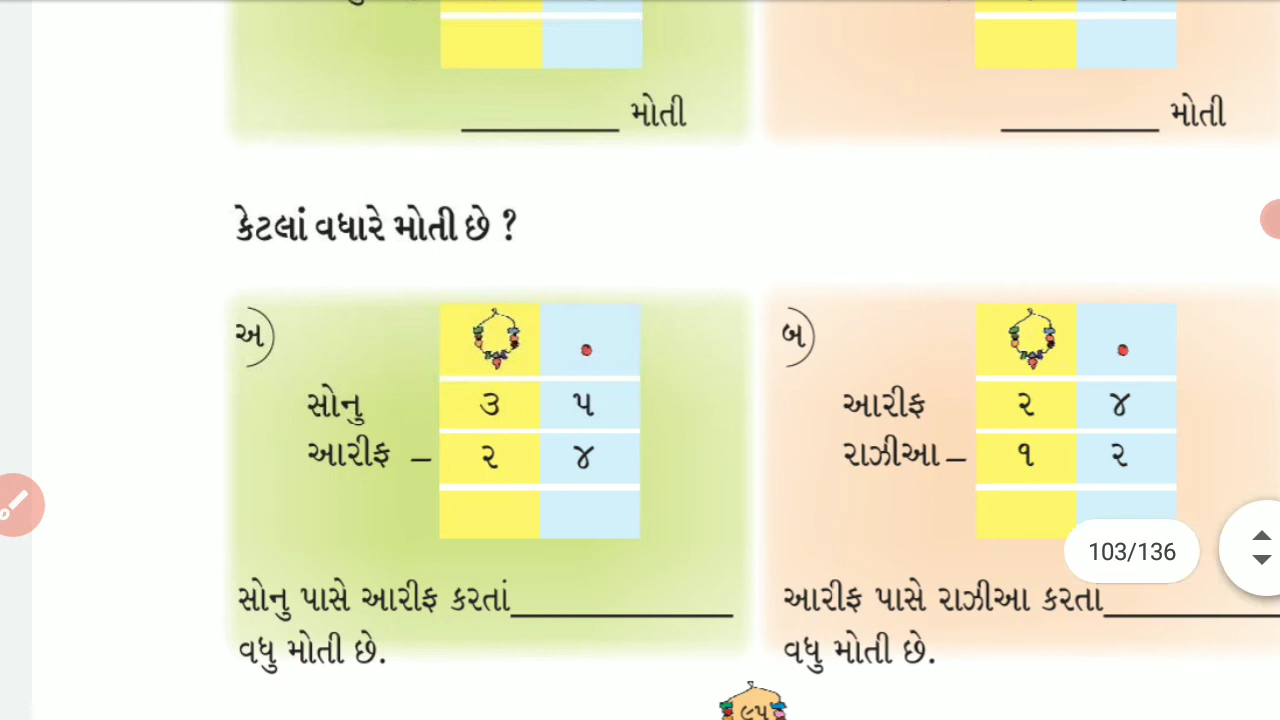 મોતી
મોતી
કેટલાં વધારે મોતી છે ?
અ)
સોનુ ૩ ૫
આરીફ – ૨ ૪
સોનુ પાસે આરીફ કરતાં
વધુ મોતી છે.
બ)
આરીફ ૨ ૪
રાઝીઆ – ૧ ૨
આરીફ પાસે રાઝીઆ કરતા
વધુ મોતી છે.
103/136
૯૫